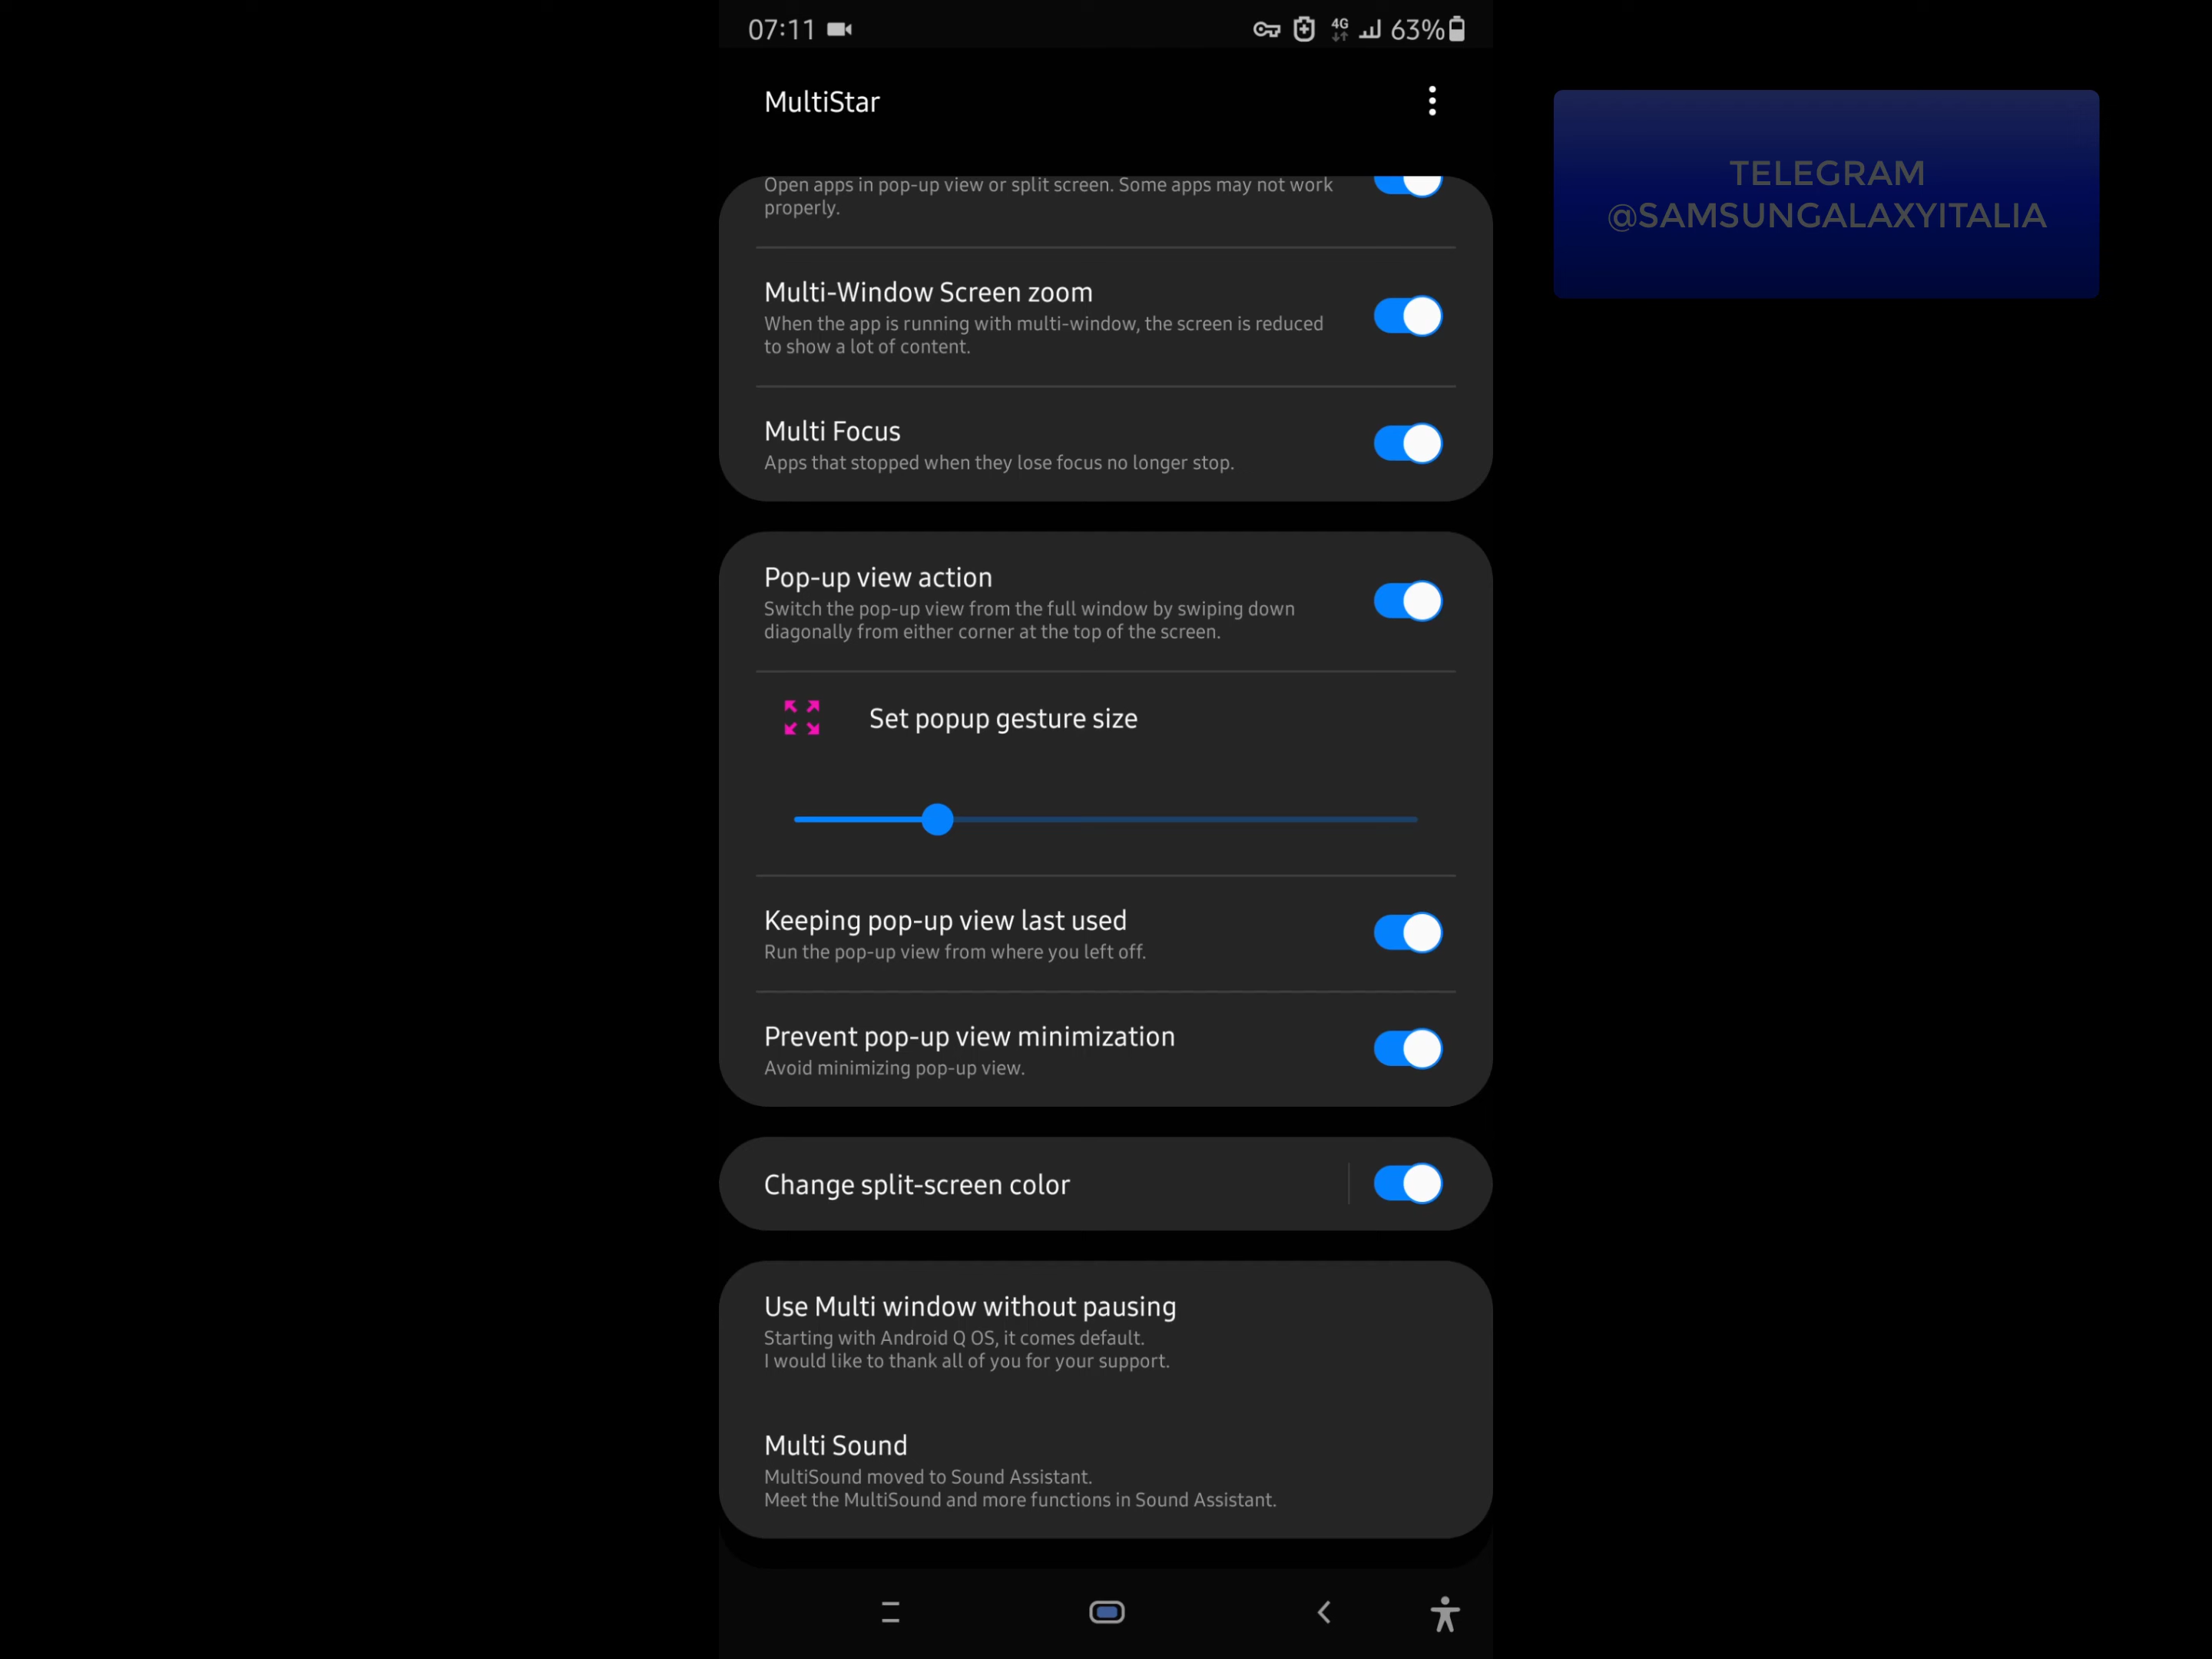 07:11
4G
63%
MultiStar
TELEGRAM
@SAMSUNGALAXYITALIA
Open apps in pop-up view or split screen. Some apps may not work
properly.
Multi-Window Screen zoom
When the app is running with multi-window, the screen is reduced
to show a lot of content.
Multi Focus
Apps that stopped when they lose focus no longer stop.
Pop-up view action
Switch the pop-up view from the full window by swiping down
diagonally from either corner at the top of the screen.
Set popup gesture size
Keeping pop-up view last used
Run the pop-up view from where you left off.
Prevent pop-up view minimization
Avoid minimizing pop-up view.
Change split-screen color
Use Multi window without pausing
Starting with Android Q OS, it comes default.
I would like to thank all of you for your support.
Multi Sound
MultiSound moved to Sound Assistant.
Meet the MultiSound and more functions in Sound Assistant.